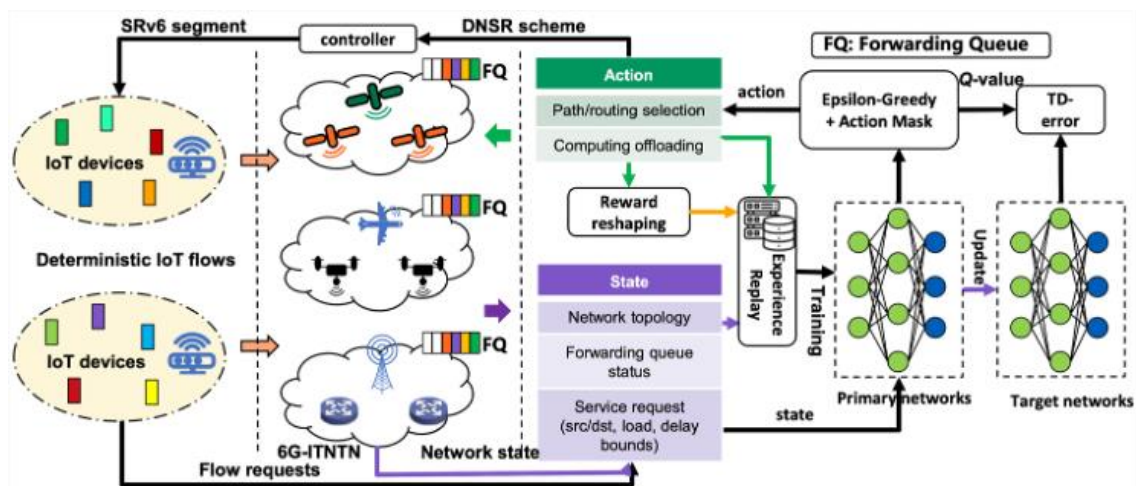 SRv6 segment
controller
DNSR scheme
FQ: Forwarding Queue
FQ
Action
action
Epsilon-Greedy
+ Action Mask
Q-value
TD-
error
Path/routing selection
Computing offloading
IoT devices
Reward
reshaping
FQ
Experience
Replay
Training
Update
Deterministic IoT flows
State
Network topology
IoT devices
FQ
Forwarding queue
status
Service request
(src/dst, load, delay
bounds)
state
Primary networks
Target networks
6G-ITNTN
Network state
Flow requests